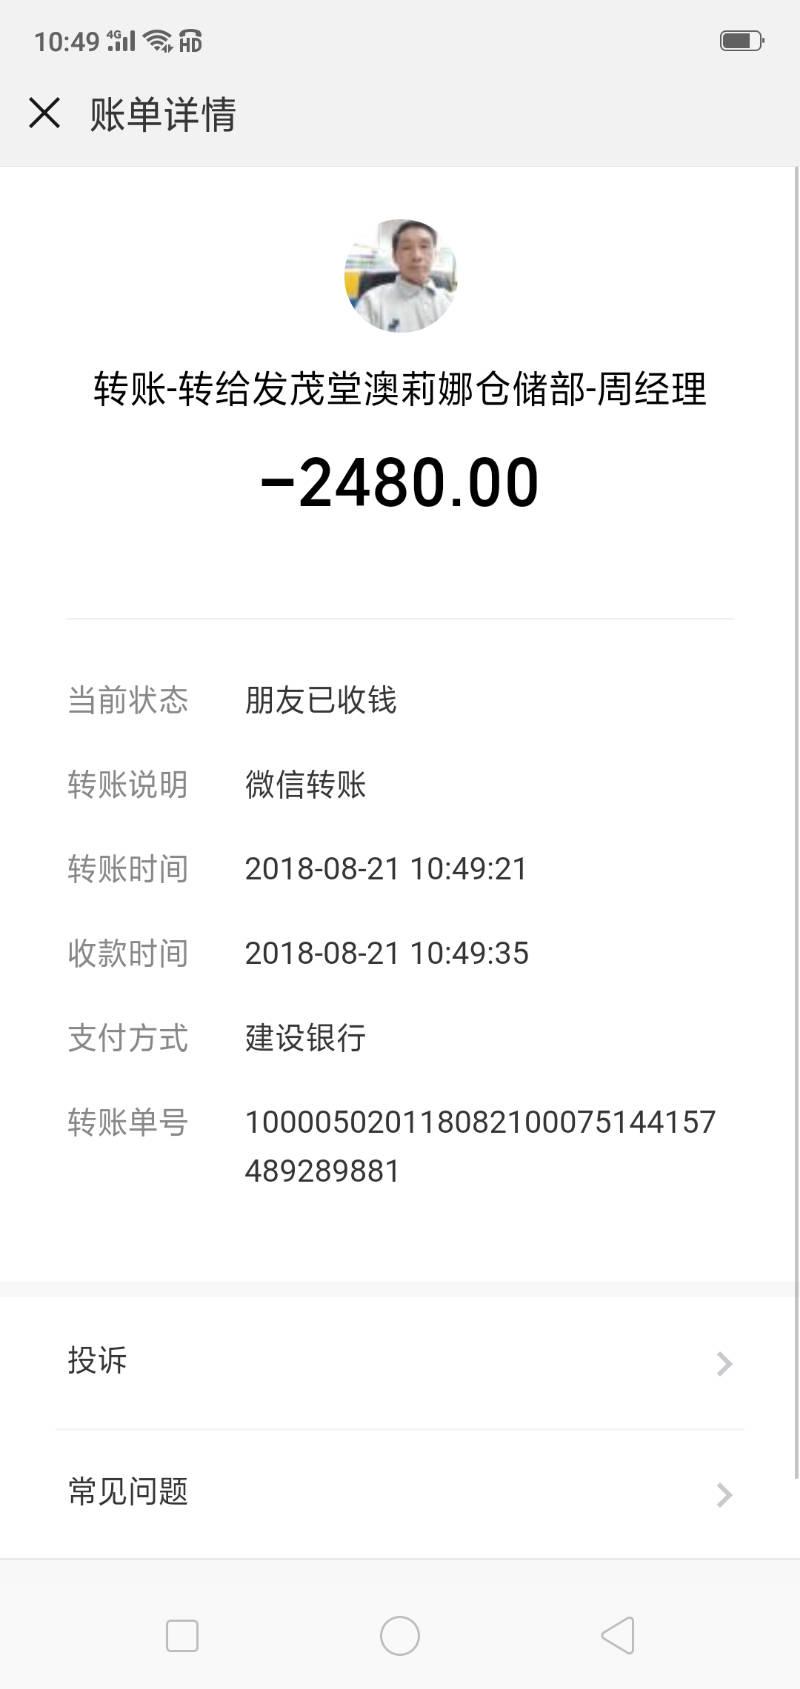 10:49 4G HD
账单详情
转账-转给发茂堂澳莉娜仓储部-周经理
-2480.00
当前状态 朋友已收钱
转账说明 微信转账
转账时间 2018-08-21 10:49:21
收款时间 2018-08-21 10:49:35
支付方式 建设银行
转账单号 100005020118082100075144157
489289881
投诉
常见问题